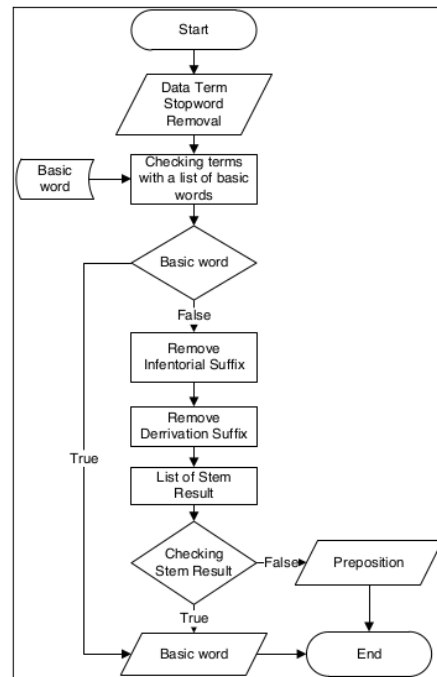 Start
Data Term
Stopword
Removal
Basic
word
Checking terms
with a list of basic
words
Basic word
False
Remove
Infentorial Suffix
Remove
Derrivation Suffix
True
List of Stem
Result
Checking
Stem Result
False
Preposition
True
Basic word
End